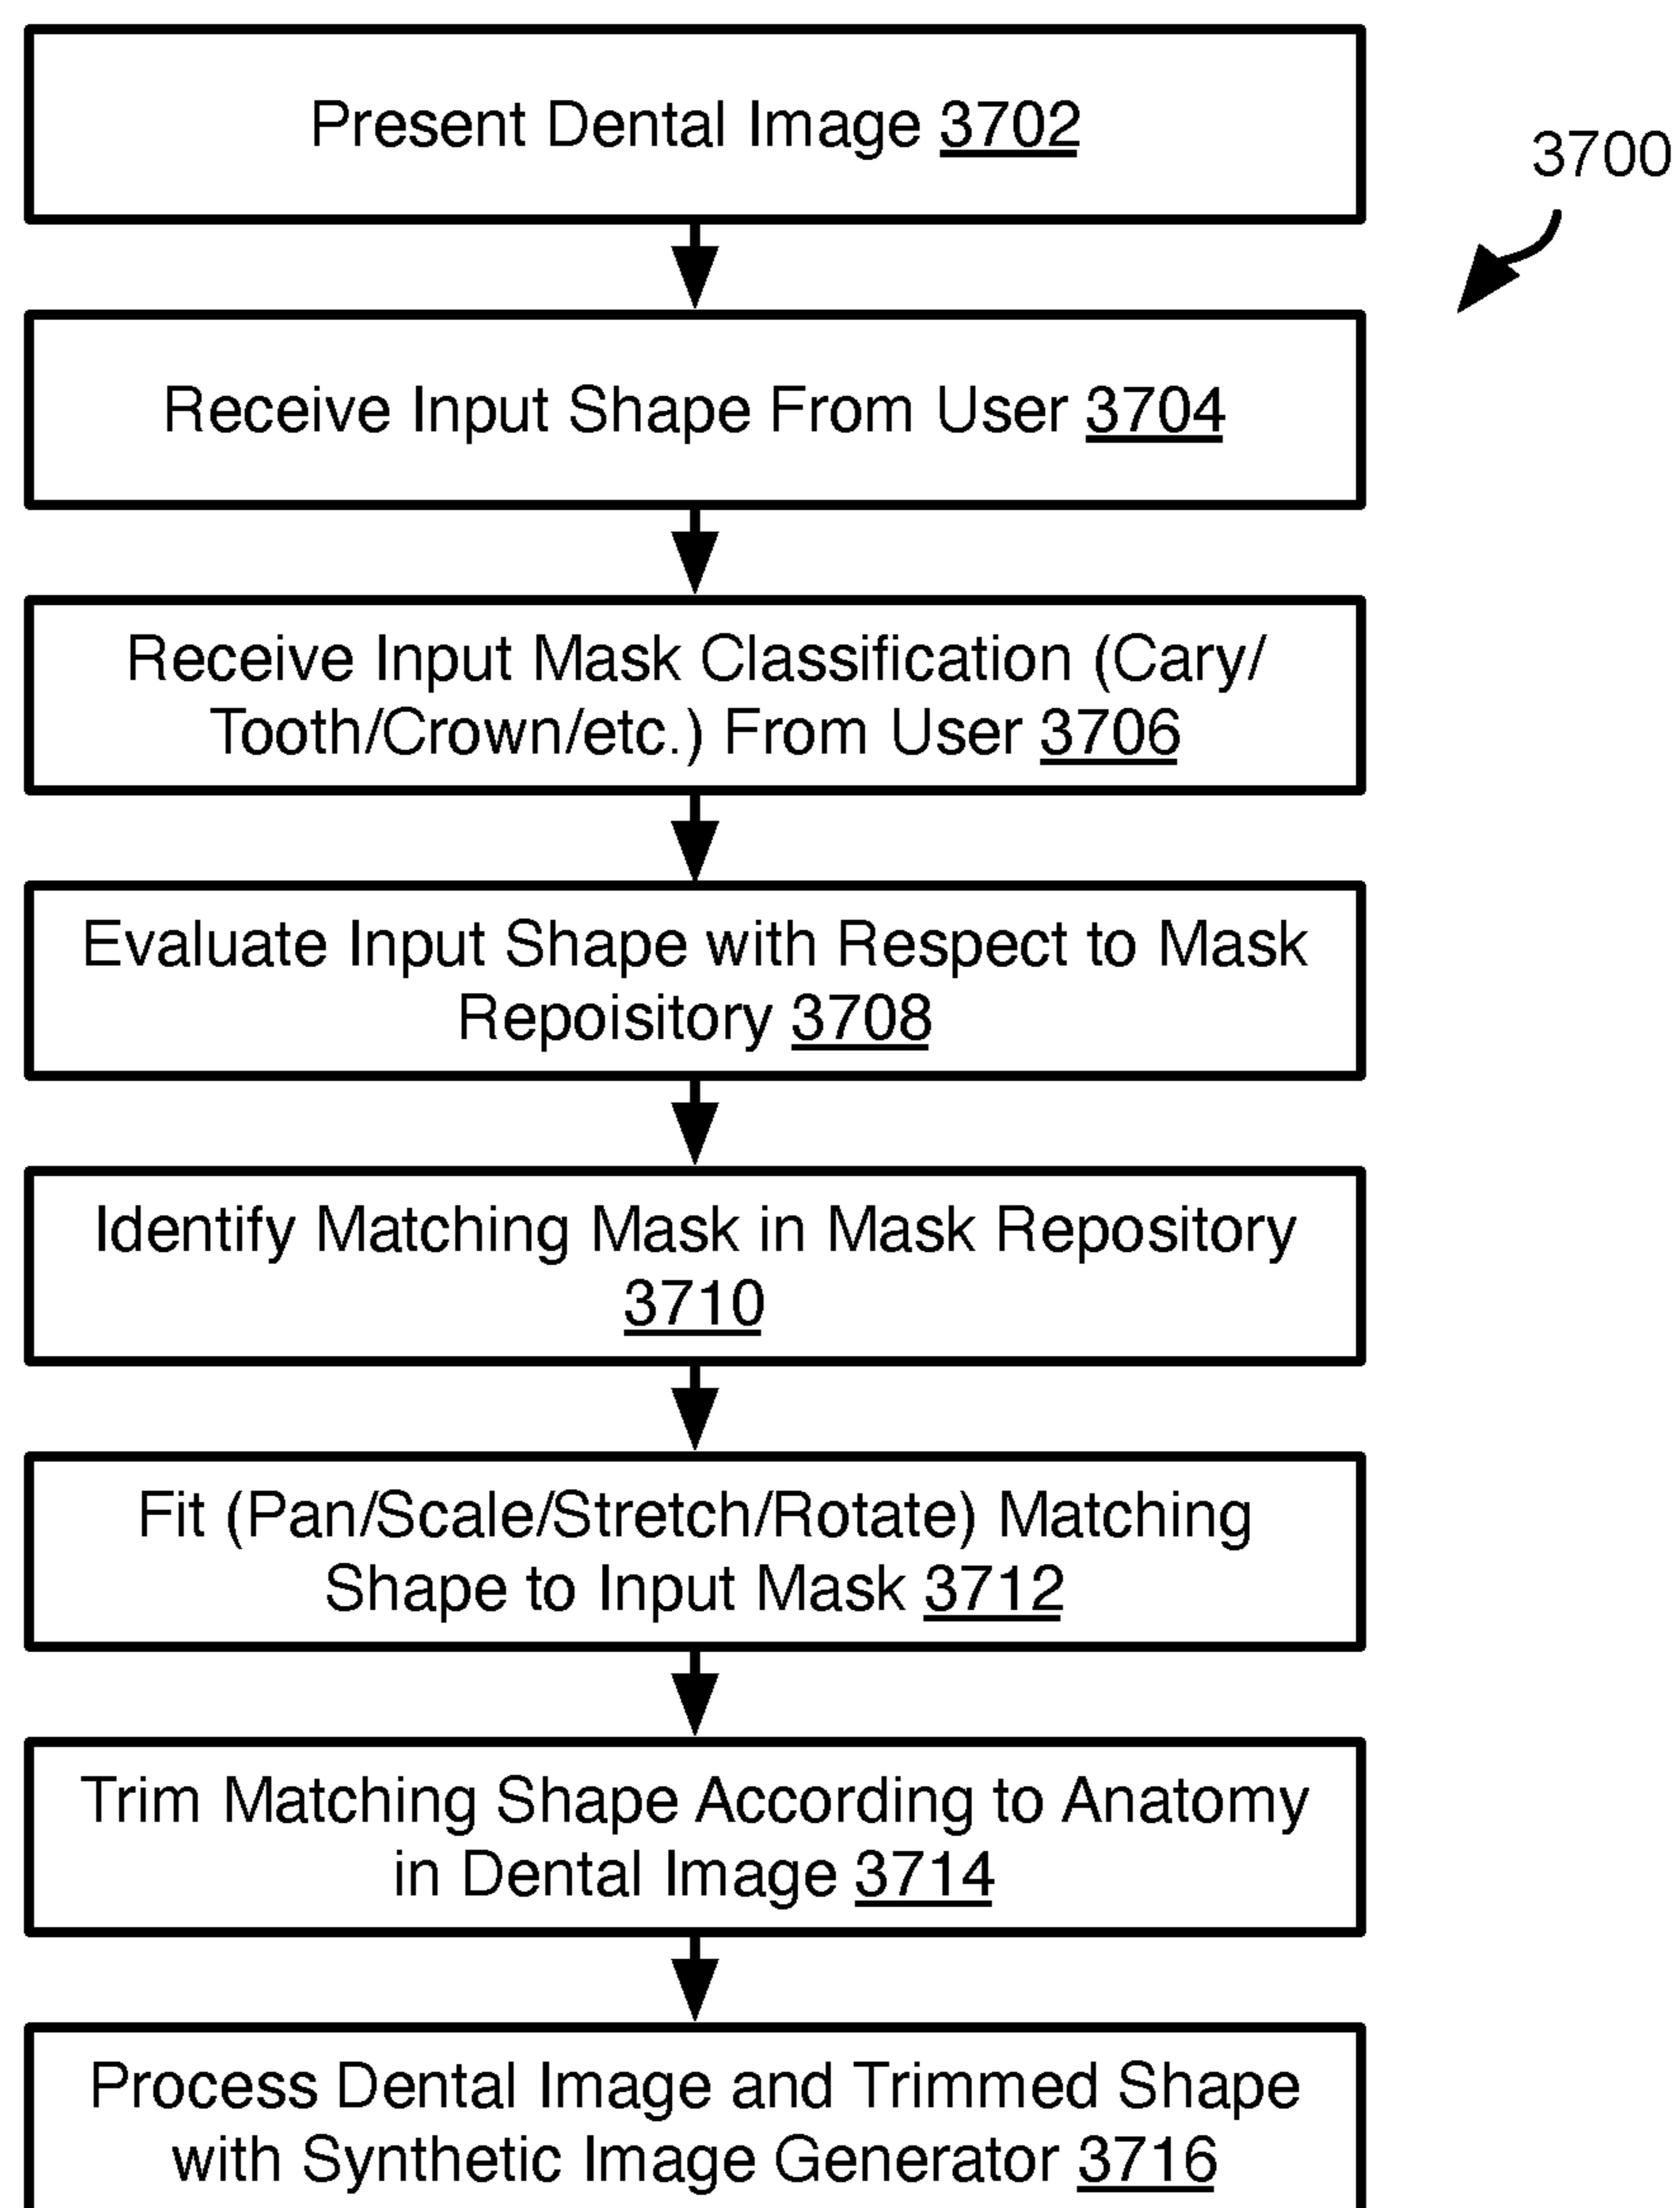 Present Dental Image 3702
3700
Receive Input Shape From User 3704
Receive Input Mask Classification (Cary/
Tooth/Crown/etc.) From User 3706
Evaluate Input Shape with Respect to Mask
Repoisitory 3708
Identify Matching Mask in Mask Repository
3710
Fit (Pan/Scale/Stretch/Rotate) Matching
Shape to Input Mask 3712
Trim Matching Shape According to Anatomy
in Dental Image 3714
Process Dental Image and Trimmed Shape
with Synthetic Image Generator 3716